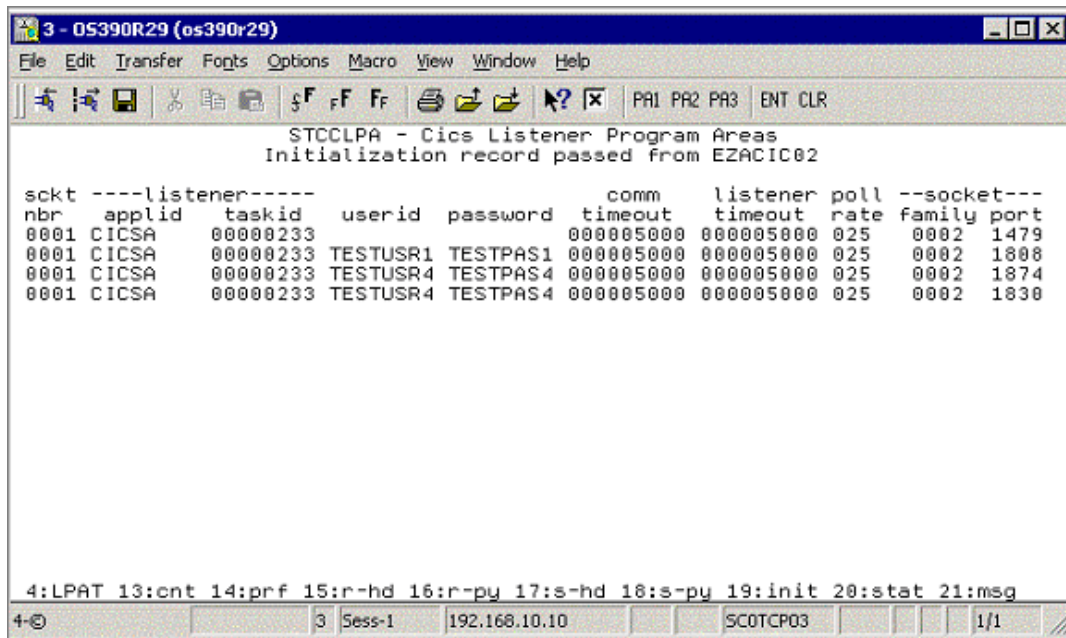 3 - OS390R29 (os390r29)
File Edit Transfer Fonts Options Macro View Window Help
PA1 PA2 PA3 ENT CLR
STCCLPA - Cics Listener Program Areas
Initialization record passed from EZACIC02
sckt ----listener----- comm listener poll --socket---
nbr applid taskid userid password timeout timeout rate family port
0001 CICSA 00000233 000005000 000005000 025 0002 1479
0001 CICSA 00000233 TESTUSR1 TESTPAS1 000005000 000005000 025 0002 1808
0001 CICSA 00000233 TESTUSR4 TESTPAS4 000005000 000005000 025 0002 1874
0001 CICSA 00000233 TESTUSR4 TESTPAS4 000005000 000005000 025 0002 1830
4:LPAT 13:cnt 14:prf 15:r-hd 16:r-py 17:s-hd 18:s-py 19:init 20:stat 21:msg
4-© 3 Sess-1 192.168.10.10 SCOTCP03 1/1